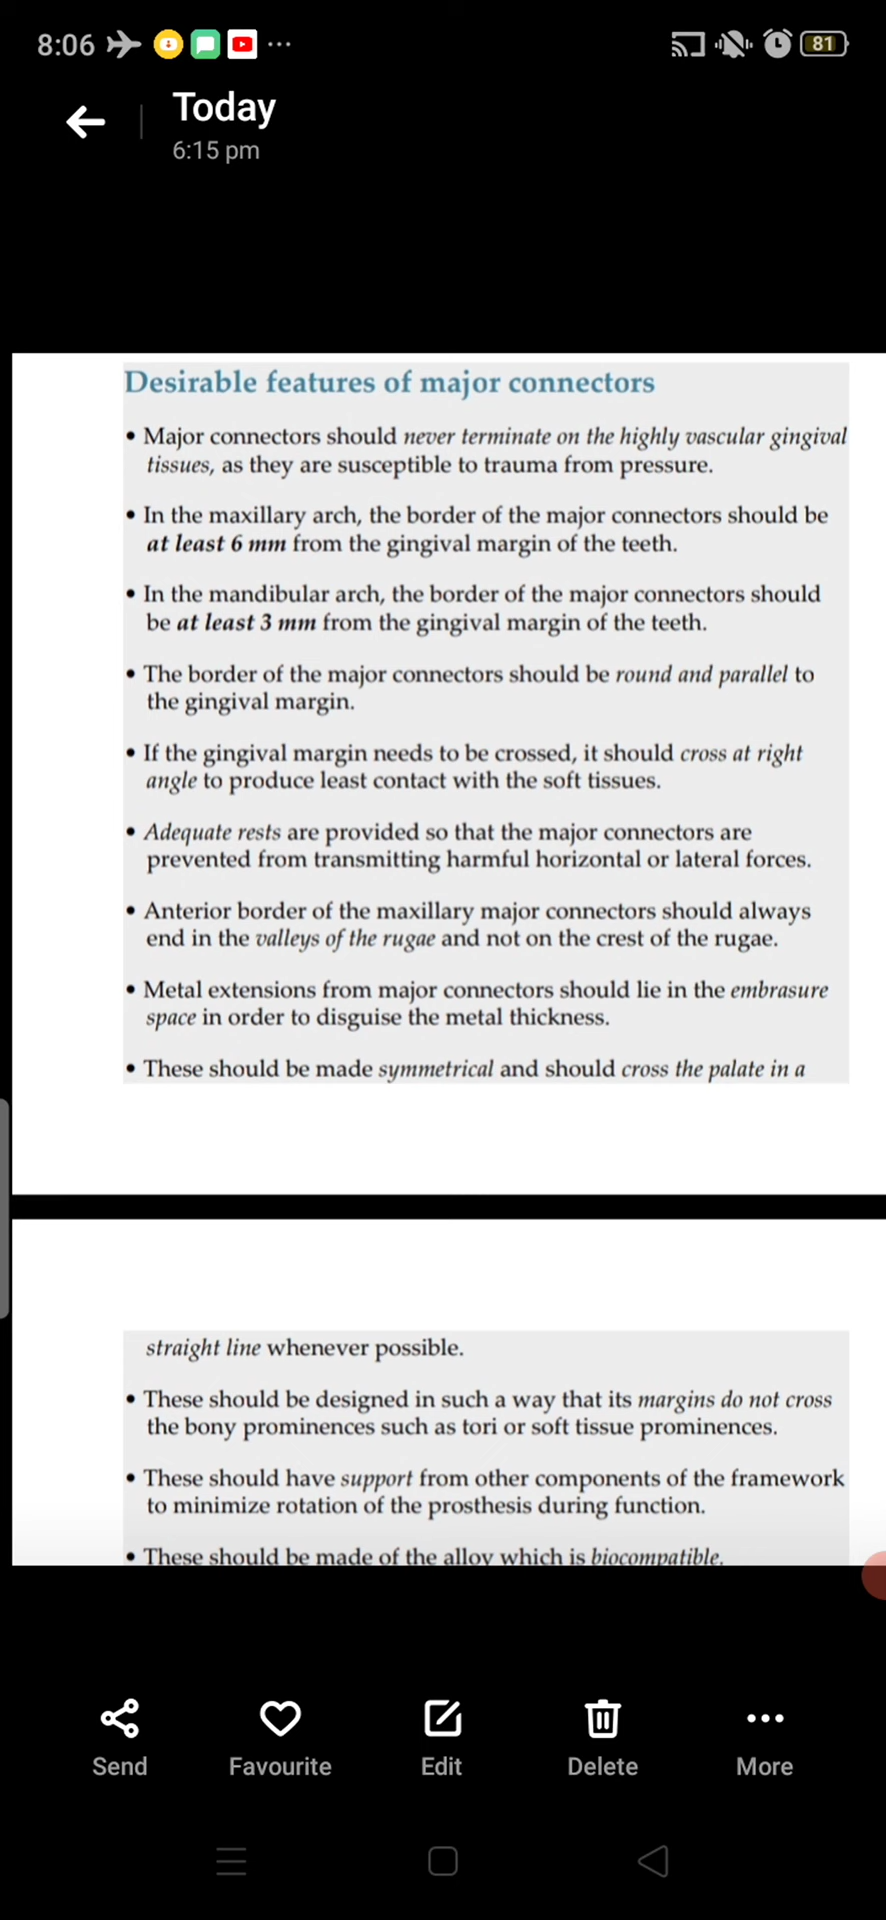 8:06
81
Today
6:15 pm
Desirable features of major connectors
• Major connectors should never terminate on the highly vascular gingival
tissues, as they are susceptible to trauma from pressure.
• In the maxillary arch, the border of the major connectors should be
at least 6 mm from the gingival margin of the teeth.
• In the mandibular arch, the border of the major connectors should
be at least 3 mm from the gingival margin of the teeth.
• The border of the major connectors should be round and parallel to
the gingival margin.
• If the gingival margin needs to be crossed, it should cross at right
angle to produce least contact with the soft tissues.
• Adequate rests are provided so that the major connectors are
prevented from transmitting harmful horizontal or lateral forces.
• Anterior border of the maxillary major connectors should always
end in the valleys of the rugae and not on the crest of the rugae.
• Metal extensions from major connectors should lie in the embrasure
space in order to disguise the metal thickness.
• These should be made symmetrical and should cross the palate in a
straight line whenever possible.
• These should be designed in such a way that its margins do not cross
the bony prominences such as tori or soft tissue prominences.
• These should have support from other components of the framework
to minimize rotation of the prosthesis during function.
• These should be made of the alloy which is biocompatible.
Send
Favourite
Edit
Delete
More